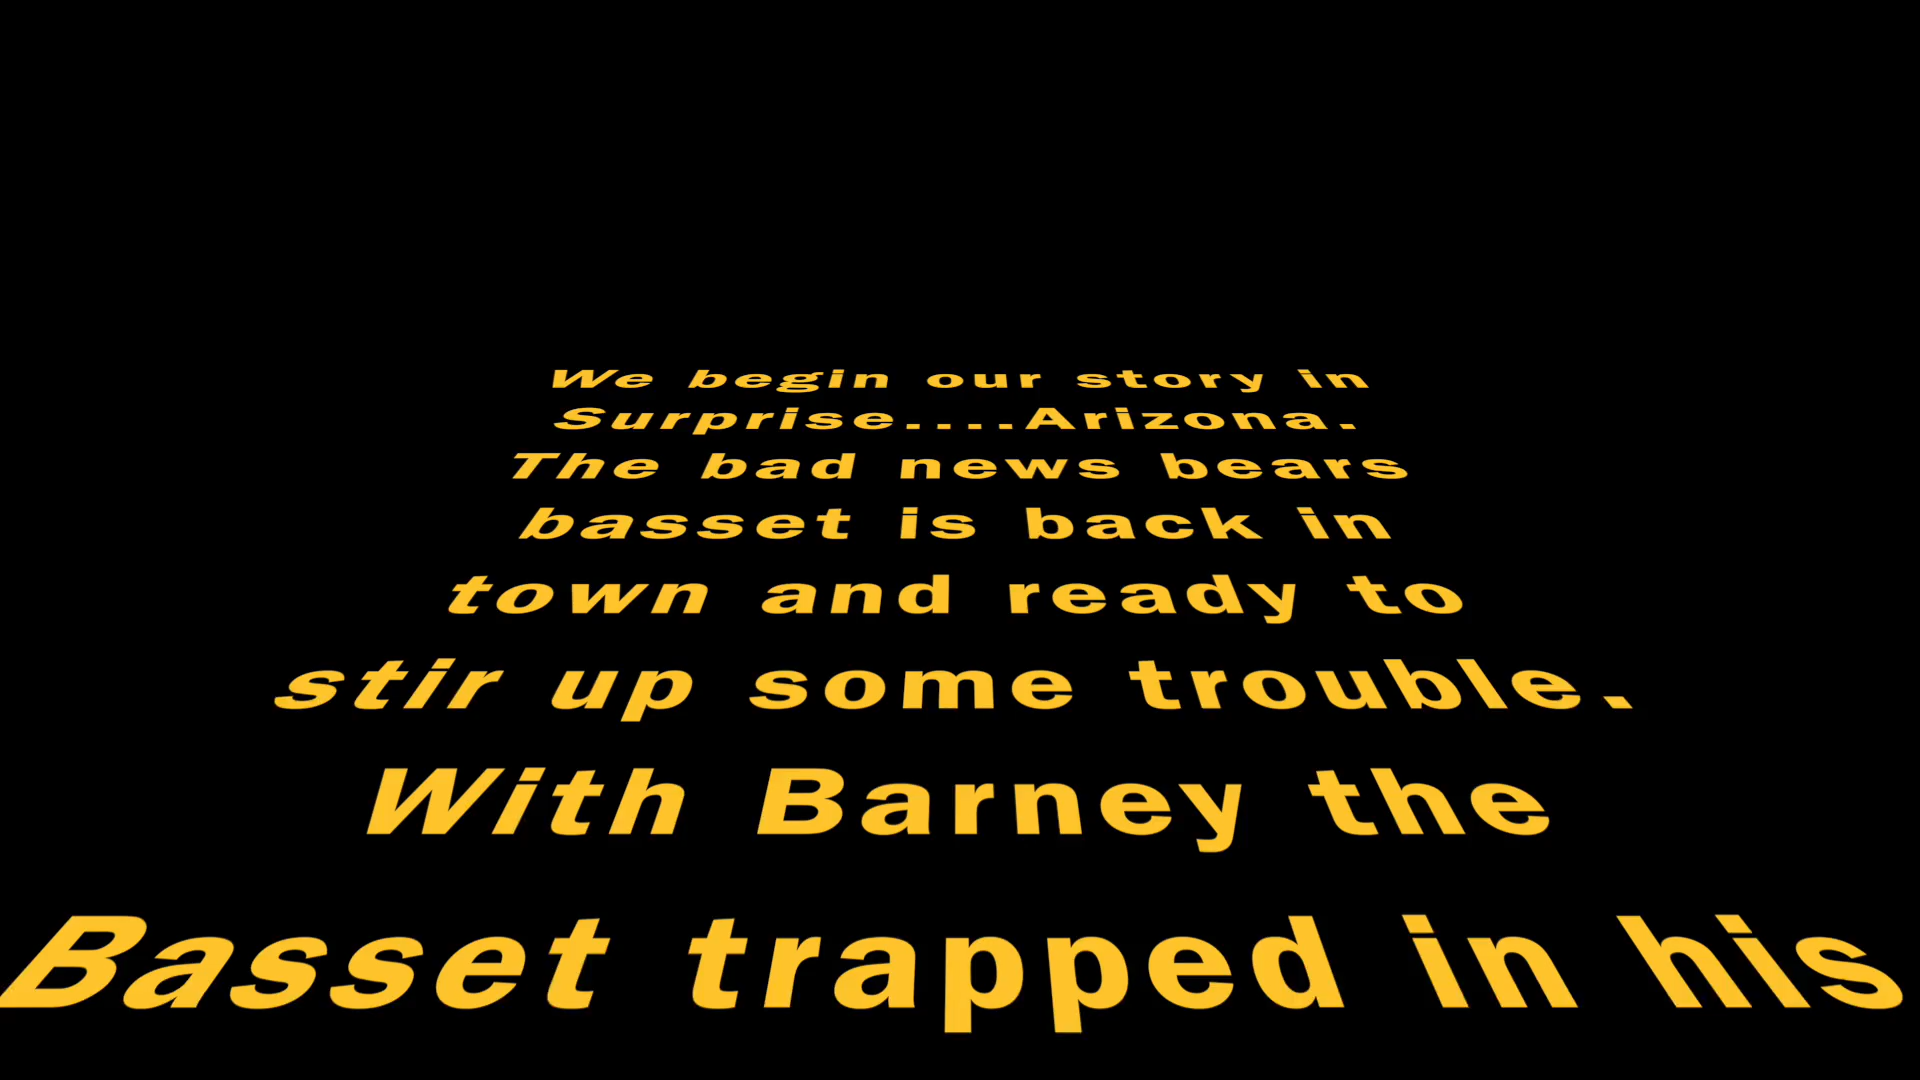 We begin our story in
Surprise....Arizona.
The bad news bears
basset is back in
town and ready to
stir up some trouble.
With Barney the
Basset trapped in his